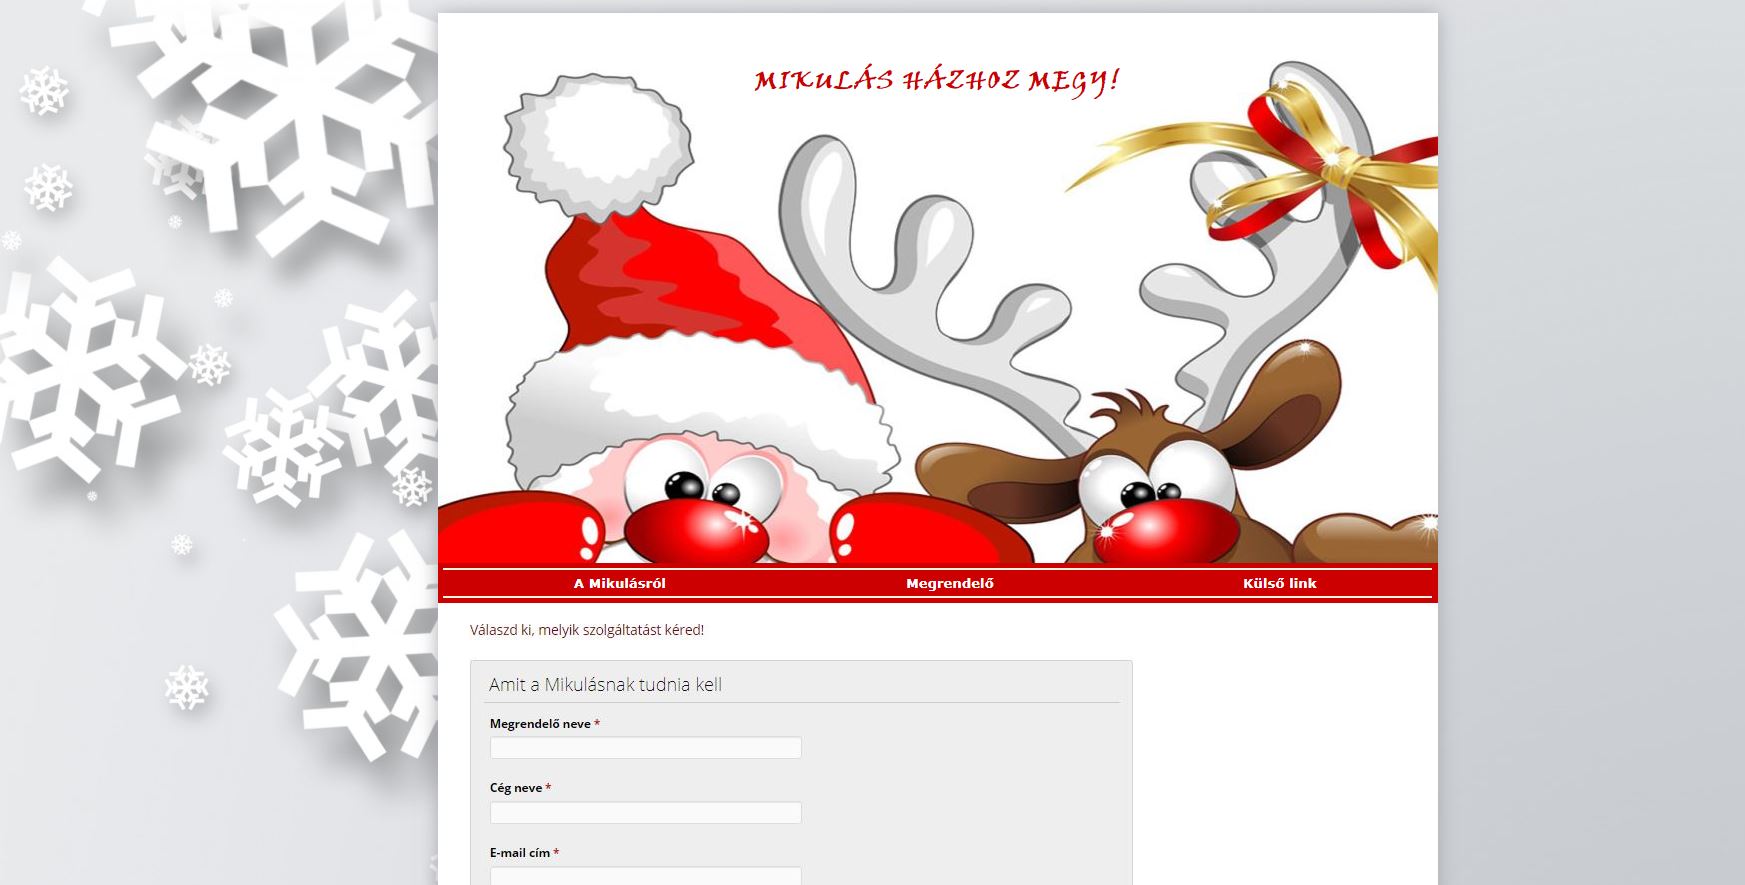 MIKULÁS HÁZHOZ MEGY!
A Mikulásról Megrendelő Külső link
Válaszd ki, melyik szolgáltatást kéred!
Amit a Mikulásnak tudnia kell
Megrendelő neve *
Cég neve *
E-mail cím *